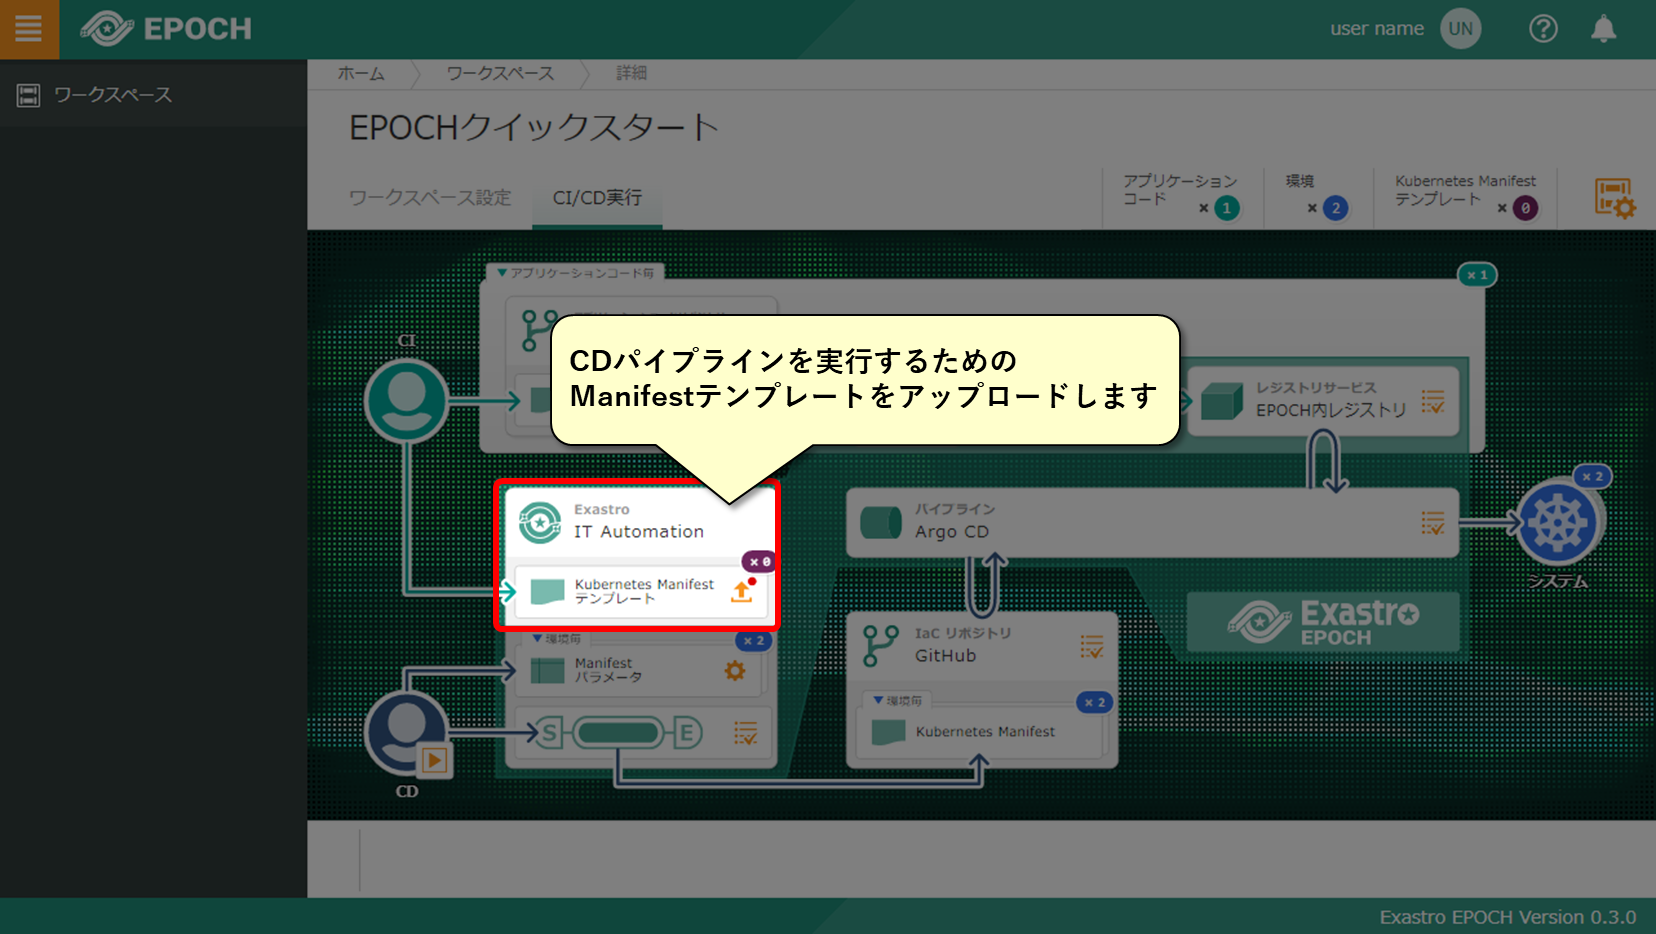 EPOCH
user name
UN
ワークスペース
ホーム
ワークスペース
詳細
EPOCHクイックスタート
ワークスペース設定
CI/CD実行
アプリケーション
コード
× 1
環境
× 2
Kubernetes Manifest
テンプレート
× 0
▼アプリケーションコード毎
× 1
CDパイプラインを実行するための
Manifestテンプレートをアップロードします
CI
レジストリサービス
EPOCH内レジストリ
Exastro
IT Automation
× 0
Kubernetes Manifest
テンプレート
パイプライン
Argo CD
× 2
システム
▼環境毎
× 2
Manifest
パラメータ
S
E
CD
IaC リポジトリ
GitHub
▼環境毎
× 2
Kubernetes Manifest
Exastro
EPOCH
Exastro EPOCH Version 0.3.0